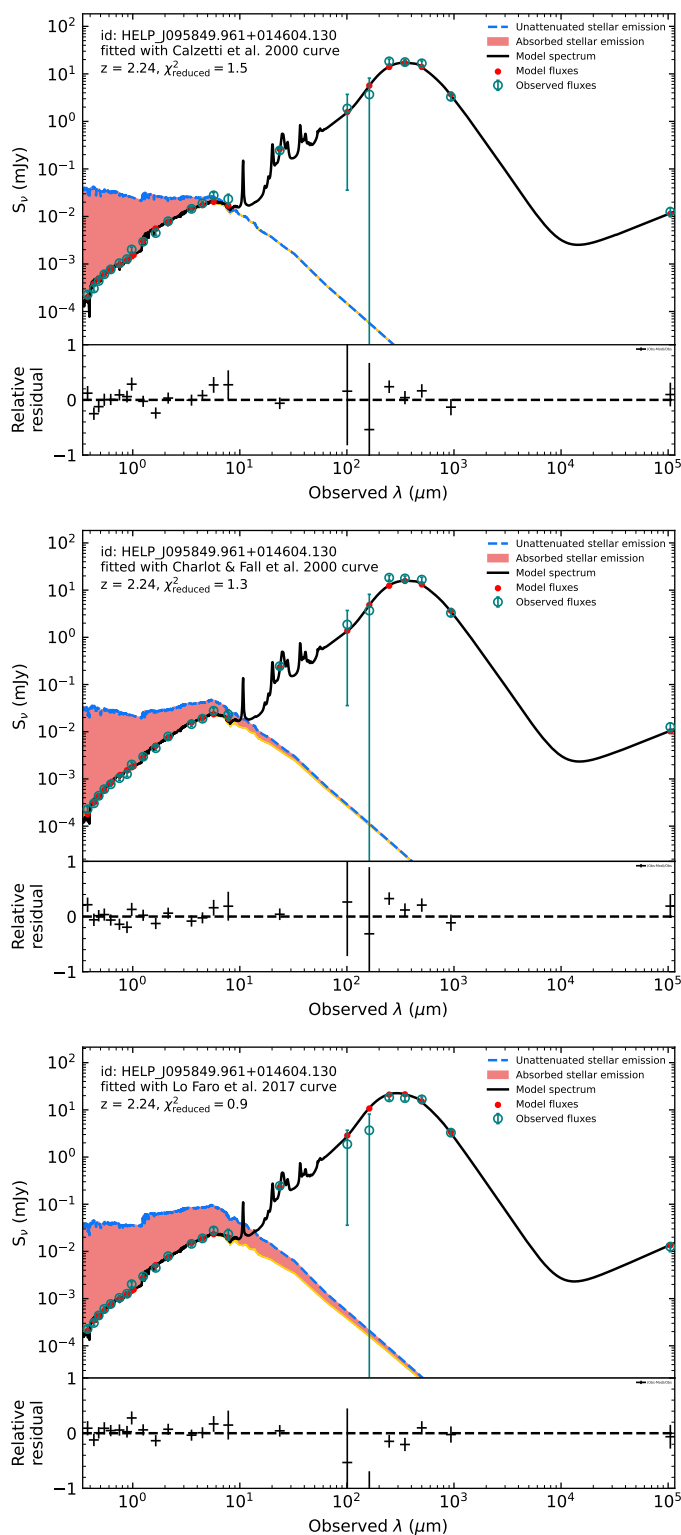 id: HELP_J095849.961+014604.130
fitted with Calzetti et al. 2000 curve
z = 2.24, χ²reduced = 1.5
Unattenuated stellar emission
Absorbed stellar emission
Model spectrum
Model fluxes
Observed fluxes
10²
10¹
10⁰
10⁻¹
10⁻²
10⁻³
10⁻⁴
Sν (mJy)
1
0
−1
Relative
residual
10⁰ 10¹ 10² 10³ 10⁴ 10⁵
Observed λ (μm)
id: HELP_J095849.961+014604.130
fitted with Charlot & Fall et al. 2000 curve
z = 2.24, χ²reduced = 1.3
Unattenuated stellar emission
Absorbed stellar emission
Model spectrum
Model fluxes
Observed fluxes
10²
10¹
10⁰
10⁻¹
10⁻²
10⁻³
10⁻⁴
Sν (mJy)
1
0
−1
Relative
residual
10⁰ 10¹ 10² 10³ 10⁴ 10⁵
Observed λ (μm)
id: HELP_J095849.961+014604.130
fitted with Lo Faro et al. 2017 curve
z = 2.24, χ²reduced = 0.9
Unattenuated stellar emission
Absorbed stellar emission
Model spectrum
Model fluxes
Observed fluxes
10²
10¹
10⁰
10⁻¹
10⁻²
10⁻³
10⁻⁴
Sν (mJy)
1
0
−1
Relative
residual
10⁰ 10¹ 10² 10³ 10⁴ 10⁵
Observed λ (μm)